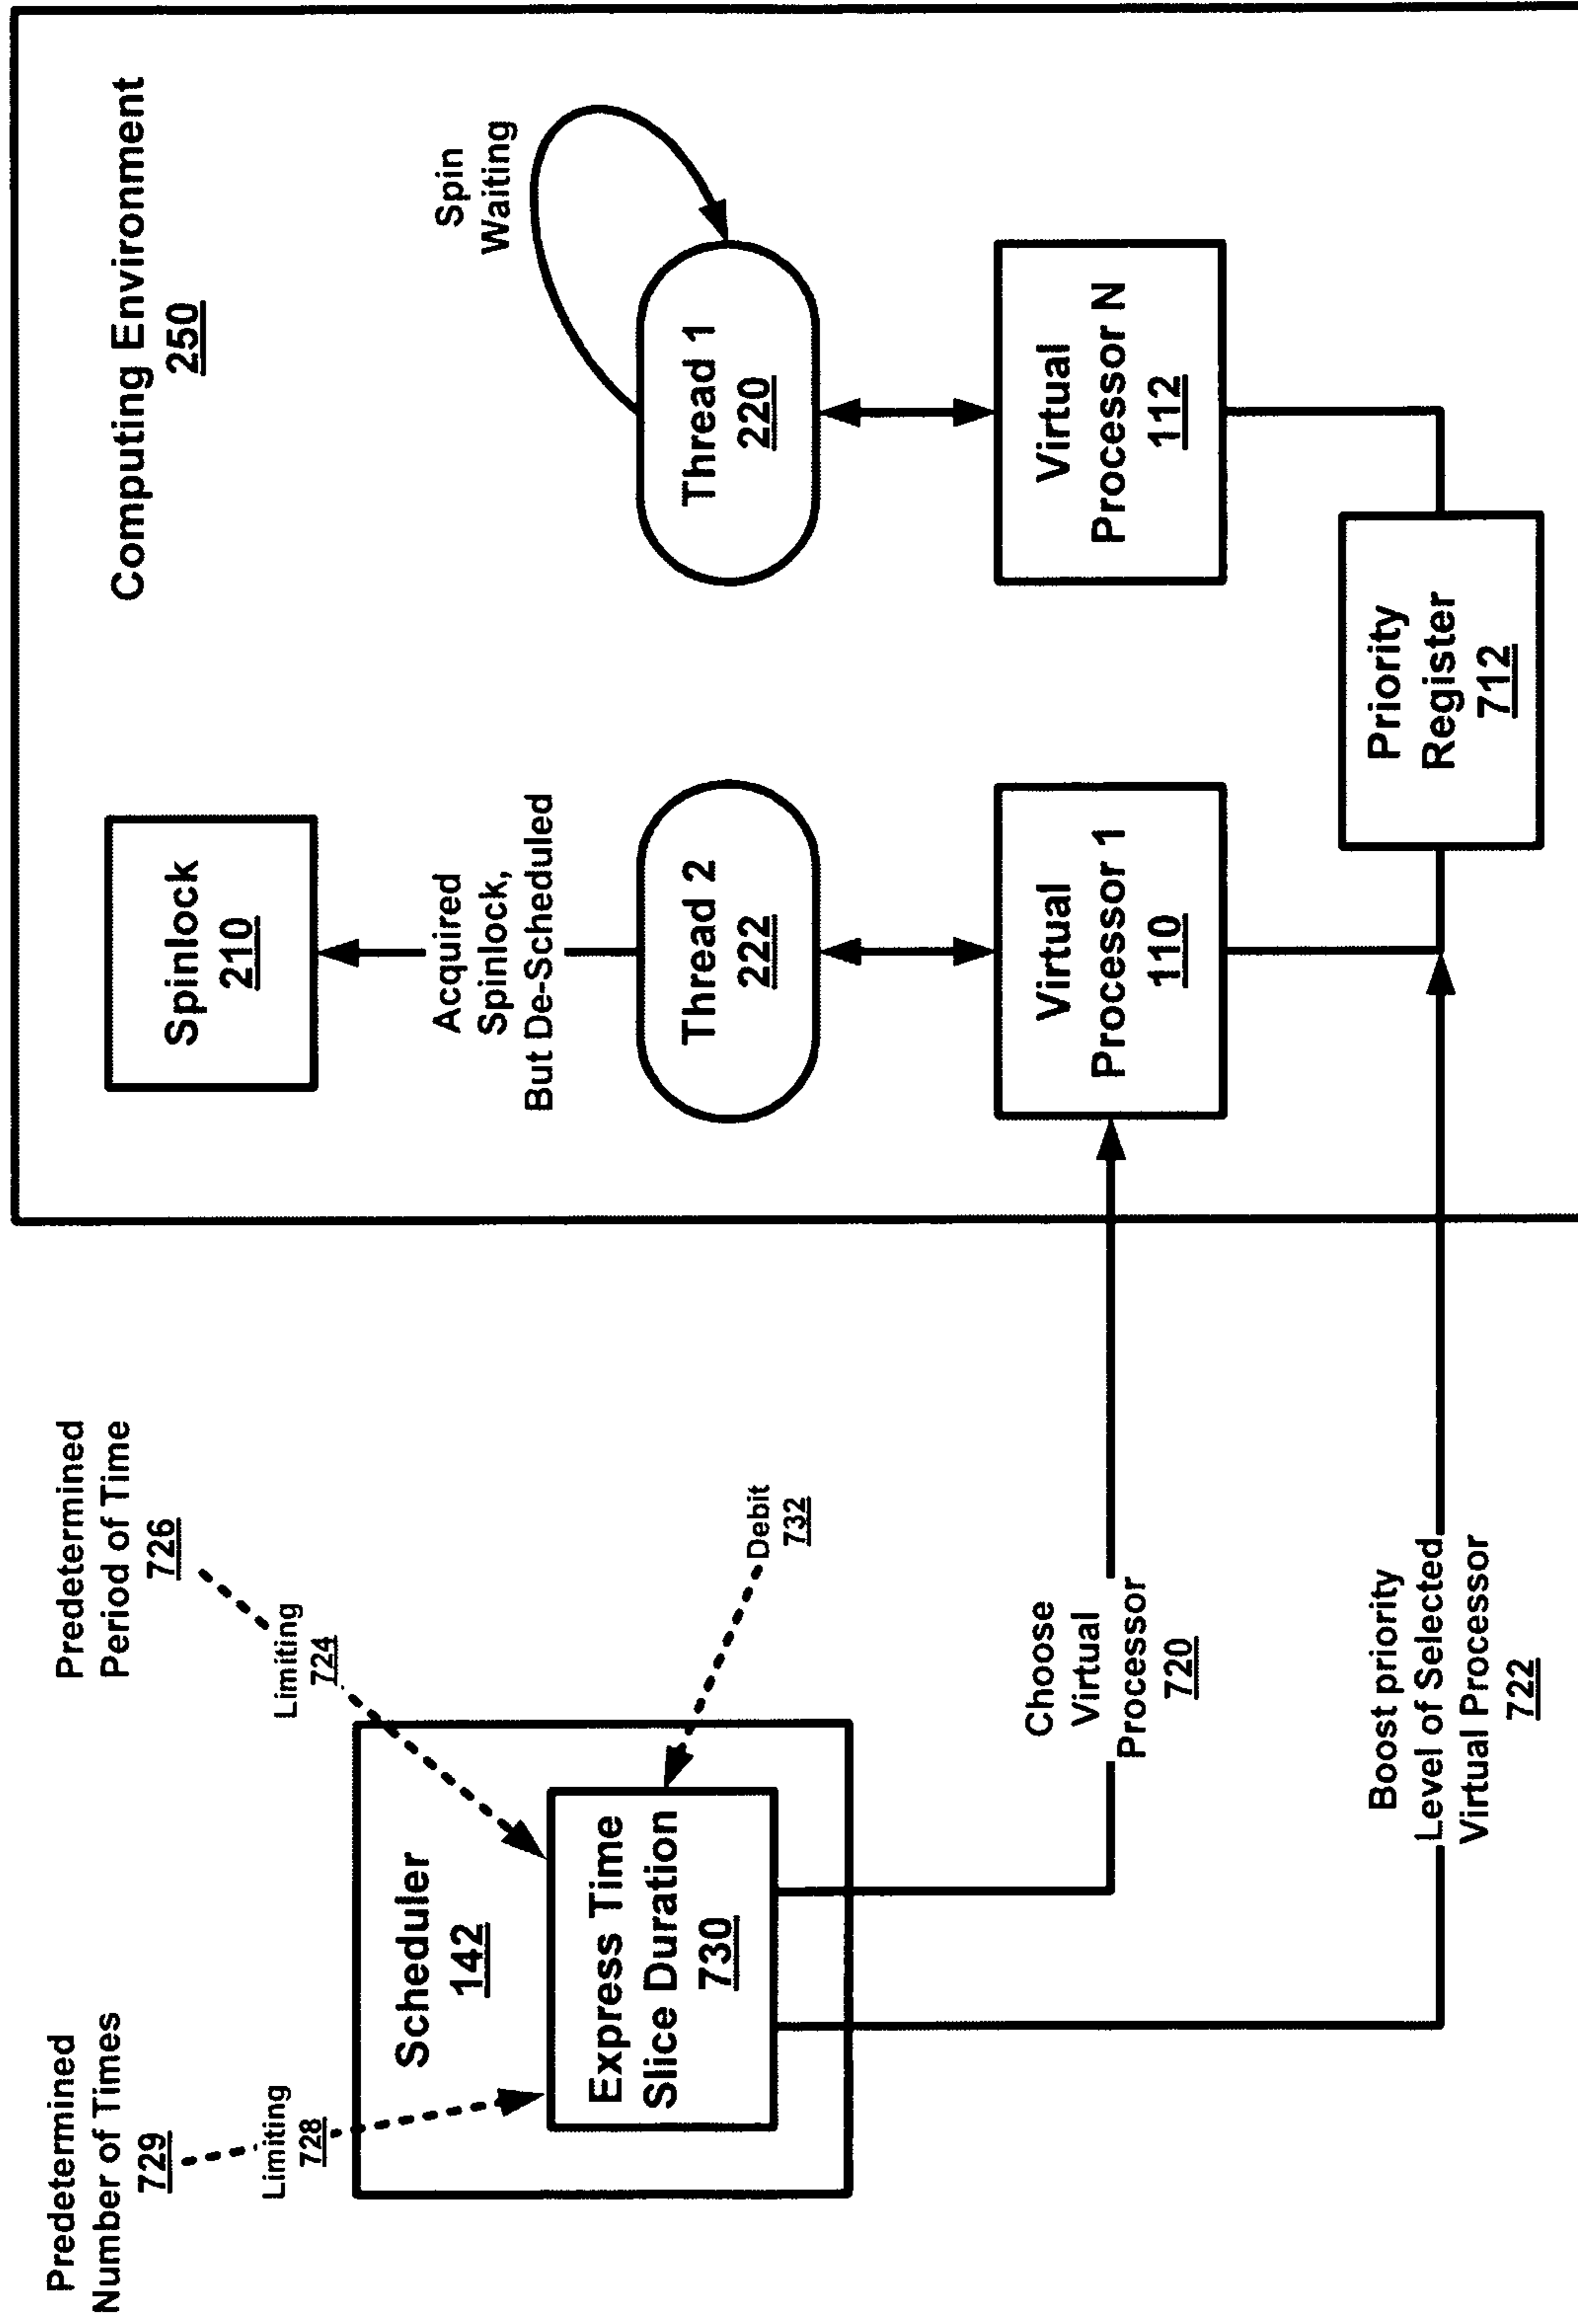 Predetermined
Number of Times
729
Limiting
728
Predetermined
Period of Time
726
Limiting
724
Scheduler
142
Express Time
Slice Duration
730
Debit
732
Choose
Virtual
Processor
720
Boost priority
Level of Selected
Virtual Processor
722
Computing Environment
250
Spinlock
210
Acquired
Spinlock,
But De-Scheduled
Thread 2
222
Virtual
Processor 1
110
Spin
Waiting
Thread 1
220
Virtual
Processor N
112
Priority
Register
712